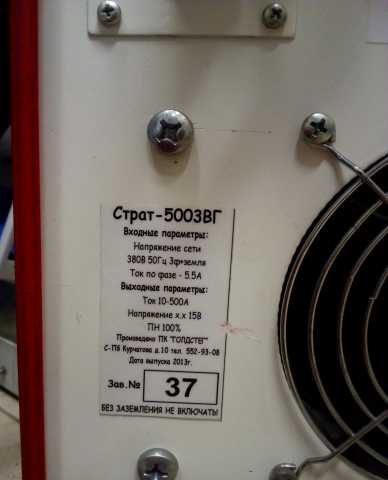 Страт-5003ВГ
Входные параметры:
Напряжение сети
380В 50Гц 3ф+земля
Ток по фазе - 5.5А
Выходные параметры:
Ток 10-500А
Напряжение х.х 15В
ПН 100%
Произведено ПК "ГОЛДСТЕГ"
С-Пб Курчатова д.10 тел. 552-93-08
Дата выпуска 2013г.
Зав.№ 37
БЕЗ ЗАЗЕМЛЕНИЯ НЕ ВКЛЮЧАТЬ!